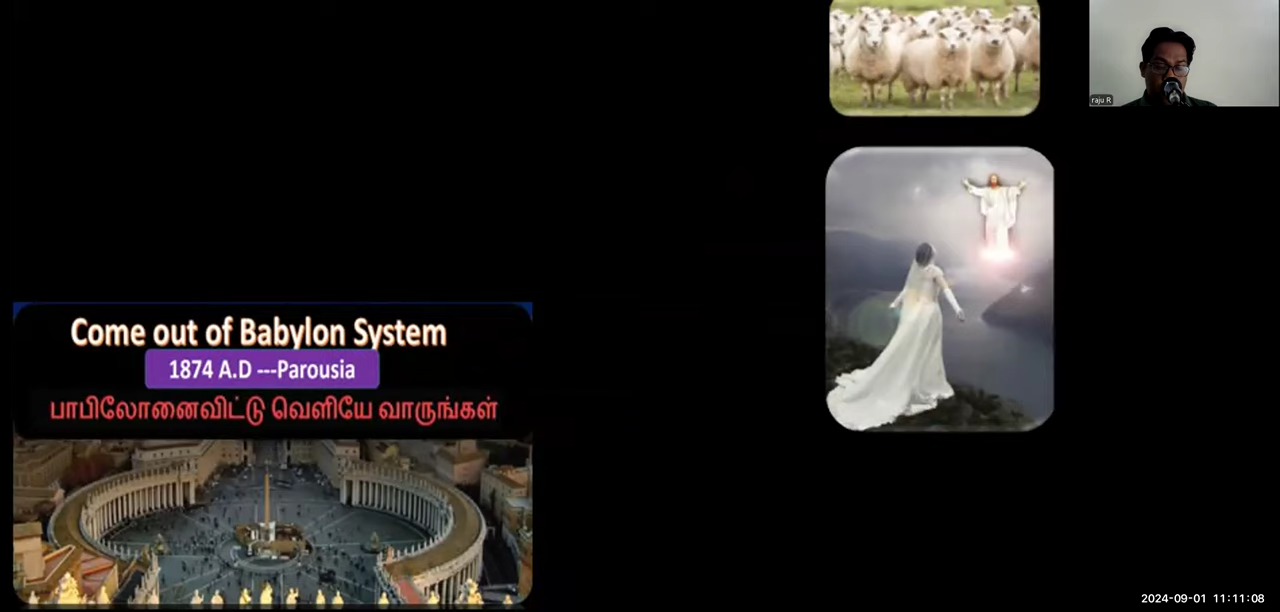 raju R
Come out of Babylon System
1874 A.D ---Parousia
பாபிலோனைவிட்டு வெளியே வாருங்கள்
2024-09-01 11:11:08